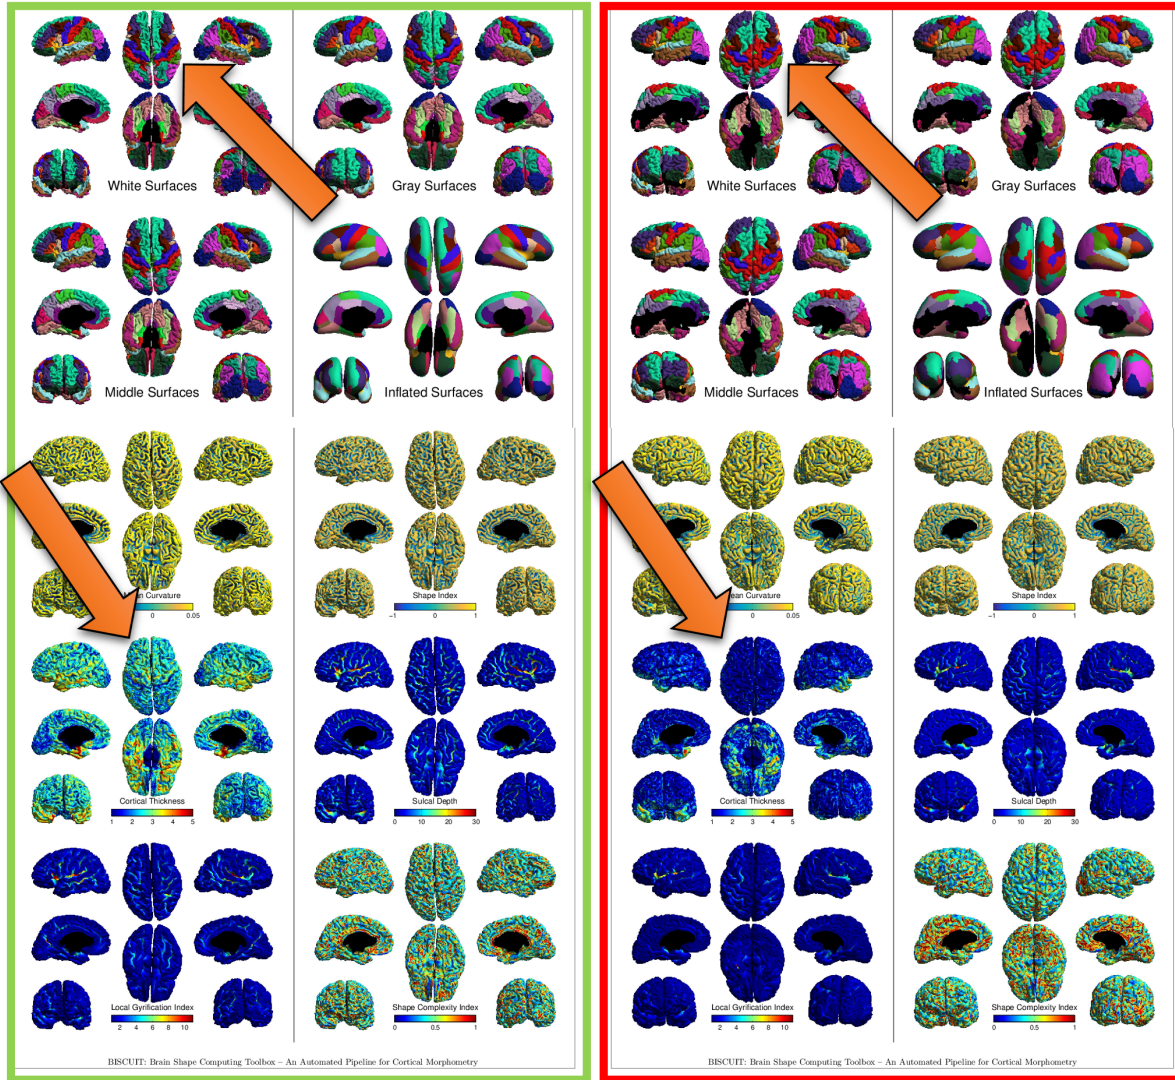 White Surfaces
Gray Surfaces
Middle Surfaces
Inflated Surfaces
Curvature
0 0.05
Shape Index
−1 0 1
Cortical Thickness
1 2 3 4 5
Sulcal Depth
0 10 20 30
Local Gyrification Index
2 4 6 8 10
Shape Complexity Index
0 0.5 1
BISCUIT: Brain Shape Computing Toolbox – An Automated Pipeline for Cortical Morphometry
White Surfaces
Gray Surfaces
Middle Surfaces
Inflated Surfaces
Curvature
0 0.05
Shape Index
−1 0 1
Cortical Thickness
1 2 3 4 5
Sulcal Depth
0 10 20 30
Local Gyrification Index
2 4 6 8 10
Shape Complexity Index
0 0.5 1
BISCUIT: Brain Shape Computing Toolbox – An Automated Pipeline for Cortical Morphometry